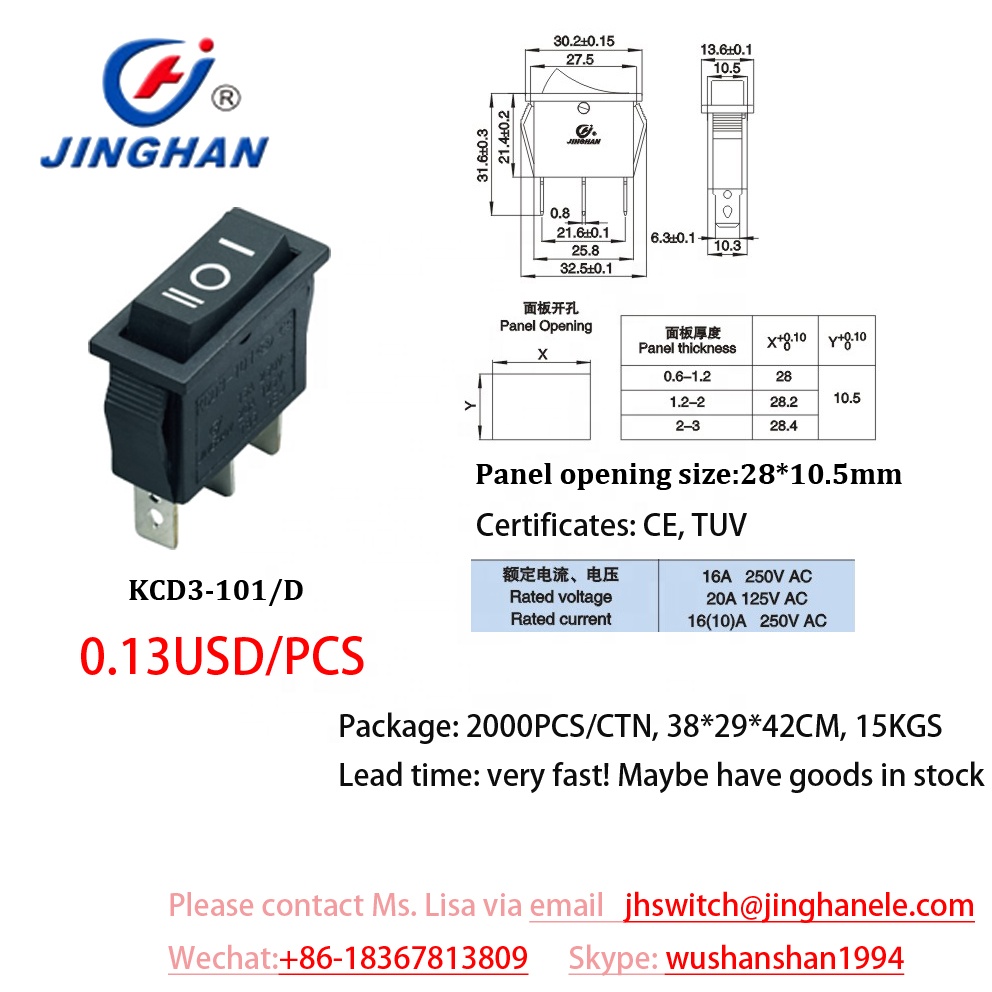 JINGHAN
®
30.2±0.15
27.5
13.6±0.1
10.5
31.6±0.3
21.4±0.2
JINGHAN
0.8
21.6±0.1
25.8
32.5±0.1
6.3±0.1
10.3
面板开孔
Panel Opening
X
Y
面板厚度
Panel thickness
X+0.10 0
Y+0.10 0
0.6–1.2 28
1.2–2 28.2
10.5
2–3 28.4
Panel opening size:28*10.5mm
Certificates: CE, TUV
额定电流、电压
Rated voltage
Rated current
16A 250V AC
20A 125V AC
16(10)A 250V AC
KCD3-101/D
0.13USD/PCS
Package: 2000PCS/CTN, 38*29*42CM, 15KGS
Lead time: very fast! Maybe have goods in stock
Please contact Ms. Lisa via email jhswitch@jinghanele.com
Wechat:+86-18367813809 Skype: wushanshan1994